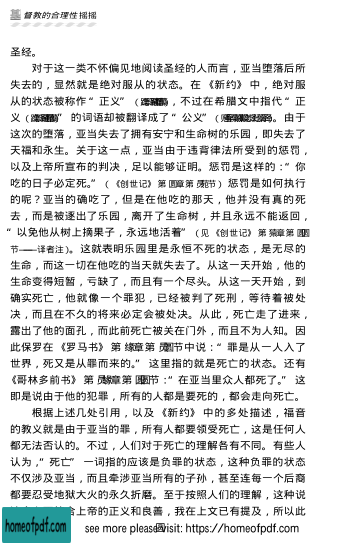 督教的合理性
圣经。
对于这一类不怀偏见地阅读圣经的人而言，亚当堕落后所
失去的，显然就是绝对服从的状态。在《新约》中，绝对服
从的状态被称作“正义”，不过在希腊文中指代“正
义”的词语却被翻译成了“公义”。由于
这次的堕落，亚当失去了拥有安宁和生命树的乐园，即失去了
天福和永生。关于这一点，亚当由于违背律法所受到的惩罚，
以及上帝所宣布的判决，足以能够证明。惩罚是这样的：“你
吃的日子必定死。”（《创世记》第章第节）惩罚是如何执行
的呢？亚当的确吃了，但是在他吃的那天，他并没有真的死
去，而是被逐出了乐园，离开了生命树，并且永远不能返回，
“以免他从树上摘果子，永远地活着”（见《创世记》第章第
节——译者注）。这就表明乐园里是永恒不死的状态，是无尽的
生命，而这一切在他吃的当天就失去了。从这一天开始，他的
生命变得短暂，亏缺了，而且有一个尽头。从这一天开始，到
确实死亡，他就像一个罪犯，已经被判了死刑，等待着被处
决，而且在不久的将来必定会被处决。从此，死亡走了进来，
露出了他的面孔，而此前死亡被关在门外，而且不为人知。因
此保罗在《罗马书》第章第节中说：“罪是从一人入了
世界，死又是从罪而来的。”这里指的就是死亡的状态。还有
《哥林多前书》第章第节：“在亚当里众人都死了。”这
即是说由于他的犯罪，所有的人都是要死的，都会走向死亡。
根据上述几处引用，以及《新约》中的多处描述，福音
的教义就是由于亚当的罪，所有人都要领受死亡，这是任何人
都无法否认的。不过，人们对于死亡的理解各有不同。有些人
认为，“死亡”一词指的应该是负罪的状态，这种负罪的状态
不仅涉及亚当，而且牵涉亚当所有的子孙，甚至连每一个后裔
都要忍受地狱大火的永久折磨。至于按照人们的理解，这种说
上帝的正义和良善，我在上文已有提及，所以此
homeofpdf.com see more please visit: https://homeofpdf.com